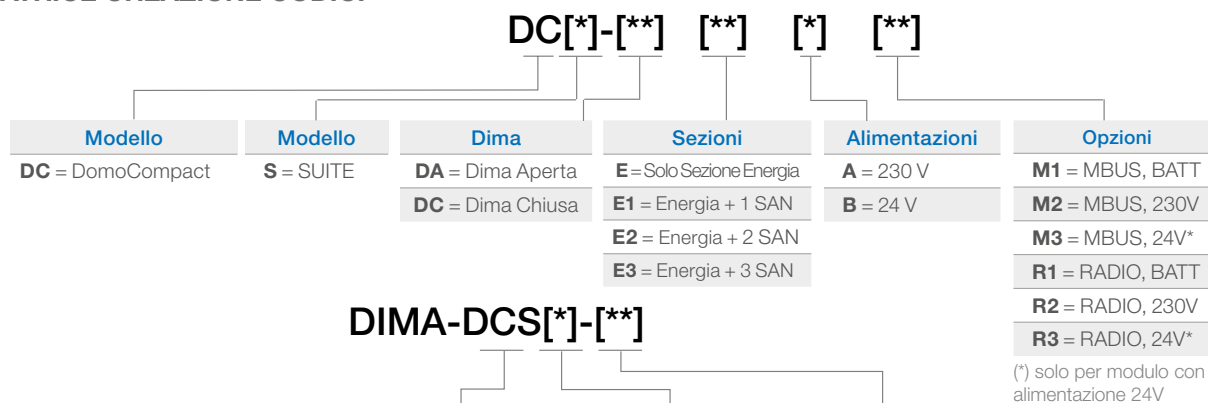 DC[*]-[**] [**] [*] [**]
Modello Modello Dima Sezioni Alimentazioni Opzioni
DC = DomoCompact S = SUITE DA = Dima Aperta E = Solo Sezione Energia A = 230 V M1 = MBUS, BATT
DC = Dima Chiusa E1 = Energia + 1 SAN B = 24 V M2 = MBUS, 230V
E2 = Energia + 2 SAN M3 = MBUS, 24V*
E3 = Energia + 3 SAN R1 = RADIO, BATT
R2 = RADIO, 230V
R3 = RADIO, 24V*
(*) solo per modulo con
alimentazione 24V
DIMA-DCS[*]-[**]